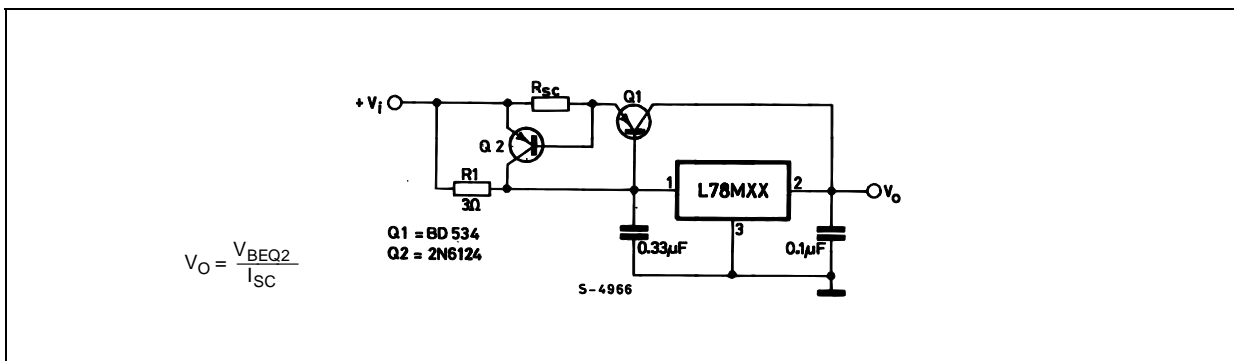 Rsc
Q1
+ Vi
Q 2
R1
3Ω
1
L78MXX
2
Vo
3
0.33µF
0.1µF
Q1 = BD 534
Q2 = 2N6124
VO = VBEQ2 / ISC
S-4966